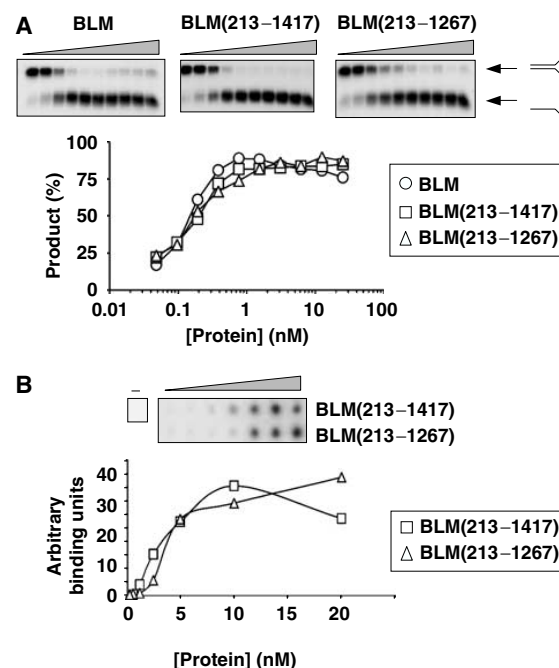 A
BLM BLM(213–1417) BLM(213–1267)
100
75
50
25
0
Product (%)
0.01 0.1 1 10 100
[Protein] (nM)
BLM
BLM(213–1417)
BLM(213–1267)
B
–
BLM(213–1417)
BLM(213–1267)
40
30
20
10
0
Arbitrary
binding units
0 5 10 15 20
[Protein] (nM)
BLM(213–1417)
BLM(213–1267)